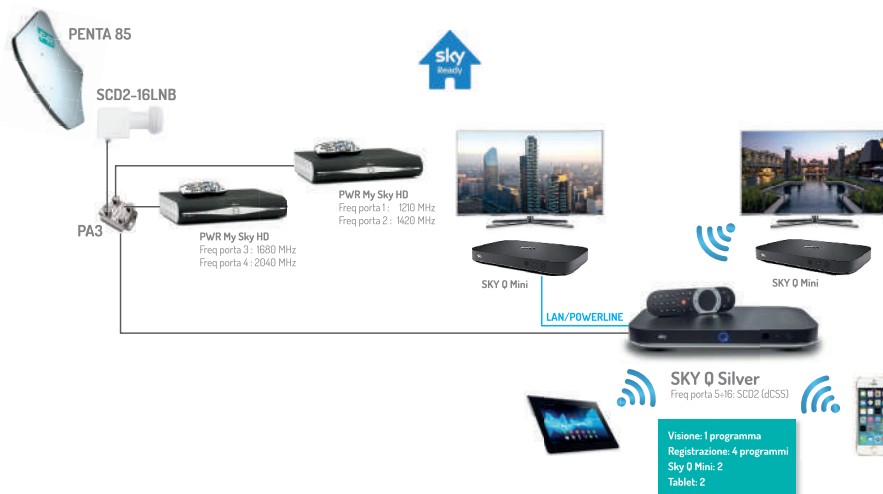 PENTA 85
SCD2-16LNB
sky
Ready
PWR My Sky HD
Freq porta 1 : 1210 MHz
Freq porta 2 : 1420 MHz
PA3
PWR My Sky HD
Freq porta 3 : 1680 MHz
Freq porta 4 : 2040 MHz
SKY Q Mini
SKY Q Mini
LAN/POWERLINE
SKY Q Silver
Freq porta 5÷16: SCD2 (dCSS)
Visione: 1 programma
Registrazione: 4 programmi
Sky Q Mini: 2
Tablet: 2